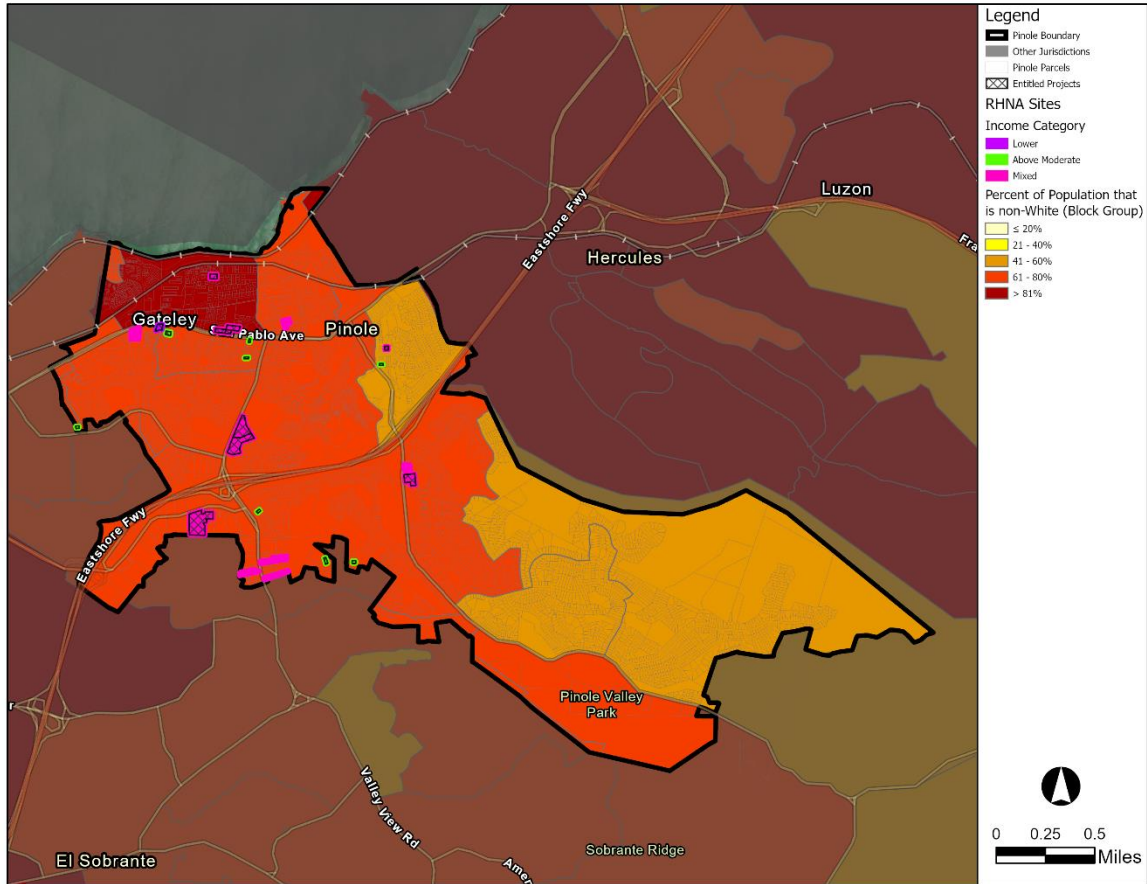 Legend
Pinole Boundary
Other Jurisdictions
Pinole Parcels
Entitled Projects
RHNA Sites
Income Category
Lower
Above Moderate
Mixed
Percent of Population that
is non-White (Block Group)
≤ 20%
21 - 40%
41 - 60%
61 - 80%
> 81%
Luzon
Eastshore Fwy
Hercules
Fra
Gateley
Pablo Ave
Pinole
Eastshore Fwy
Pinole Valley
Park
r
Valley View Rd
El Sobrante
Sobrante Ridge
Amer
0 0.25 0.5
Miles